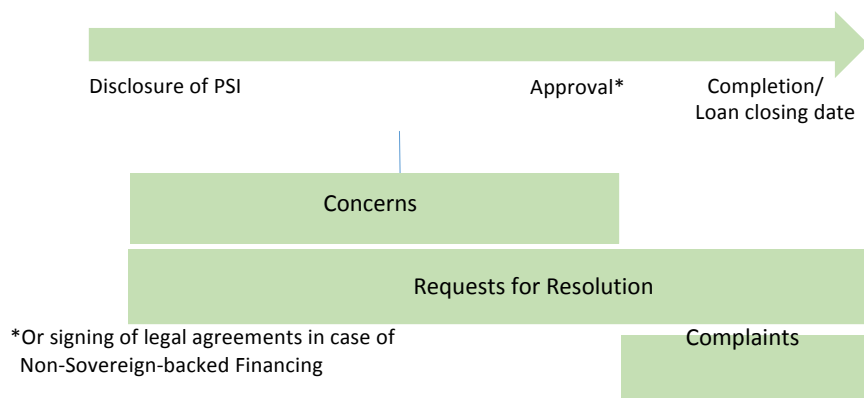 Disclosure of PSI
Approval*
Completion/
Loan closing date
Concerns
Requests for Resolution
*Or signing of legal agreements in case of
Non-Sovereign-backed Financing
Complaints